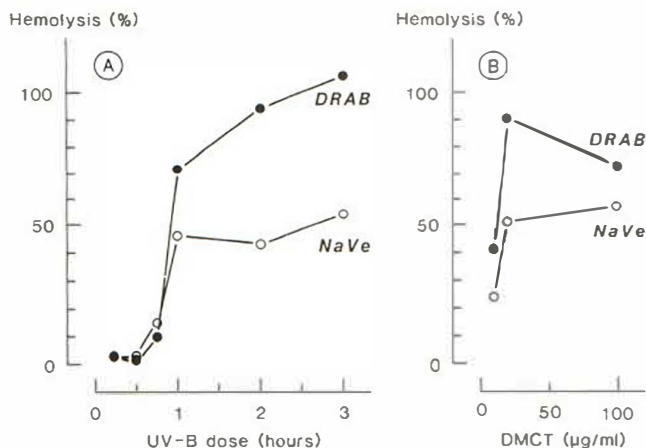 Hemolysis (%)
A
100
50
0
DRAB
NaVe
0 1 2 3
UV-B dose (hours)
Hemolysis (%)
B
100
50
0
DRAB
NaVe
0 50 100
DMCT (µg/ml)